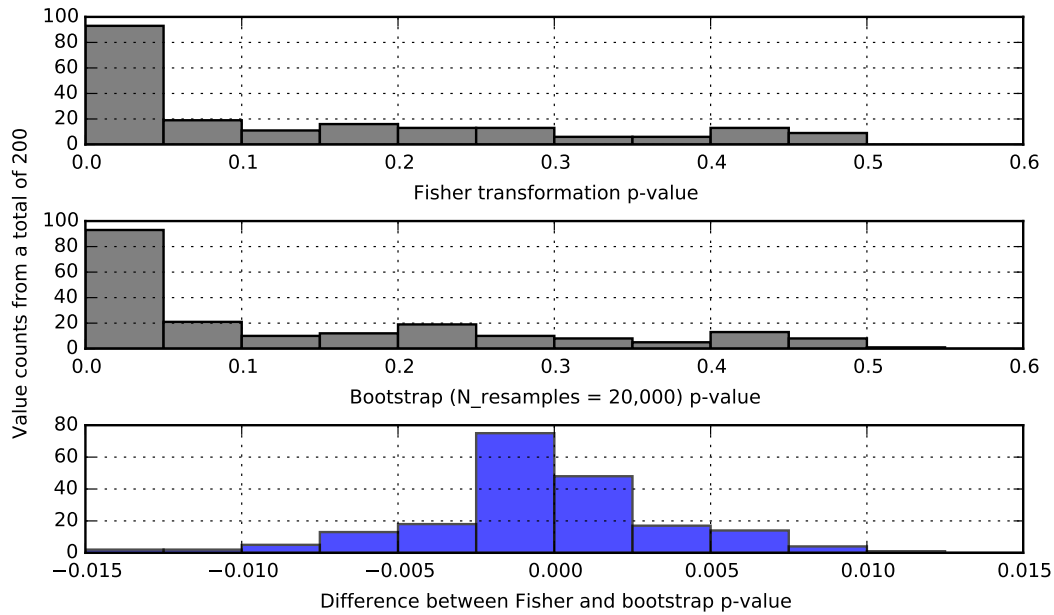 Value counts from a total of 200
100
80
60
40
20
0
0.0 0.1 0.2 0.3 0.4 0.5 0.6
Fisher transformation p-value
100
80
60
40
20
0
0.0 0.1 0.2 0.3 0.4 0.5 0.6
Bootstrap (N_resamples = 20,000) p-value
80
60
40
20
0
−0.015 −0.010 −0.005 0.000 0.005 0.010 0.015
Difference between Fisher and bootstrap p-value